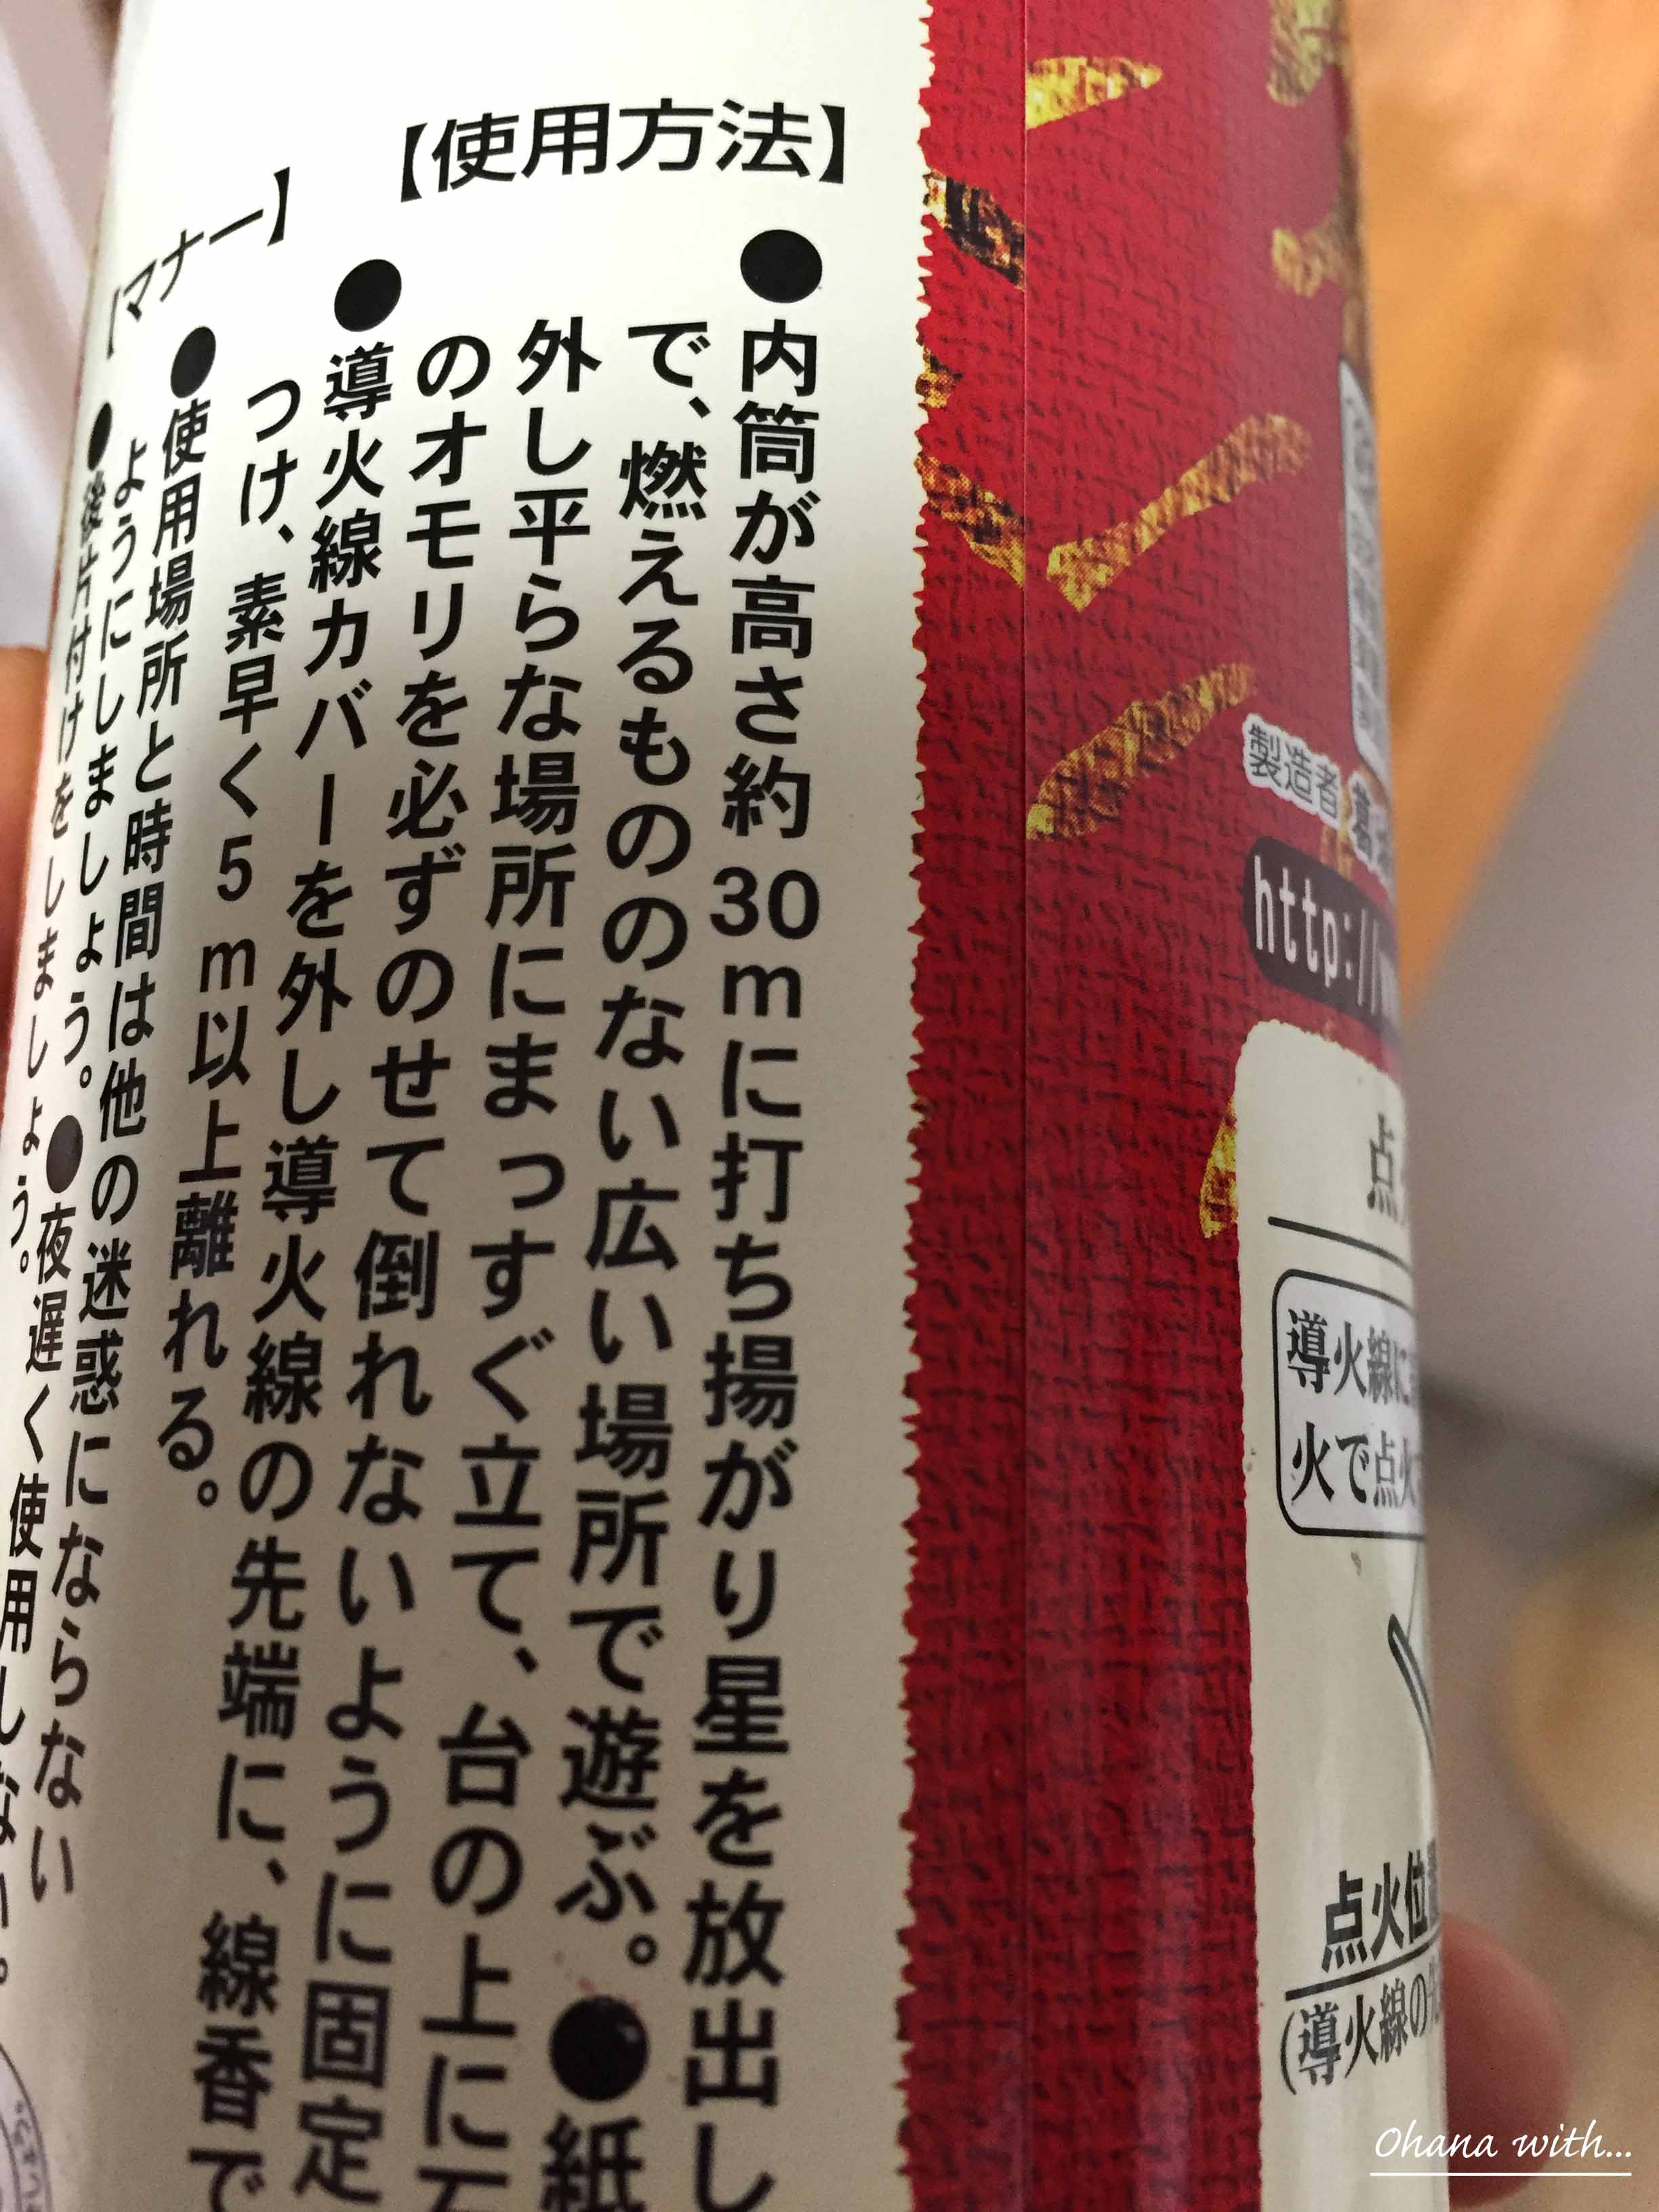 【使用方法】
●内筒が高さ約30mに打ち揚がり星を放出し
で、燃えるもののない広い場所で遊ぶ。●紙
外し平らな場所にまっすぐ立て、台の上に
のオモリを必ずのせて倒れないように固定
●導火線カバーを外し導火線の先端に、線香で
つけ、素早く5m以上離れる。
【マナー】
●使用場所と時間は他の迷惑にならない
ようにしましょう。●夜遅く使用しない。
●後片付けをしましょう。
製造者
http://
点
導火線に
火で点火
点火位置
(導火線の
Ohana with...